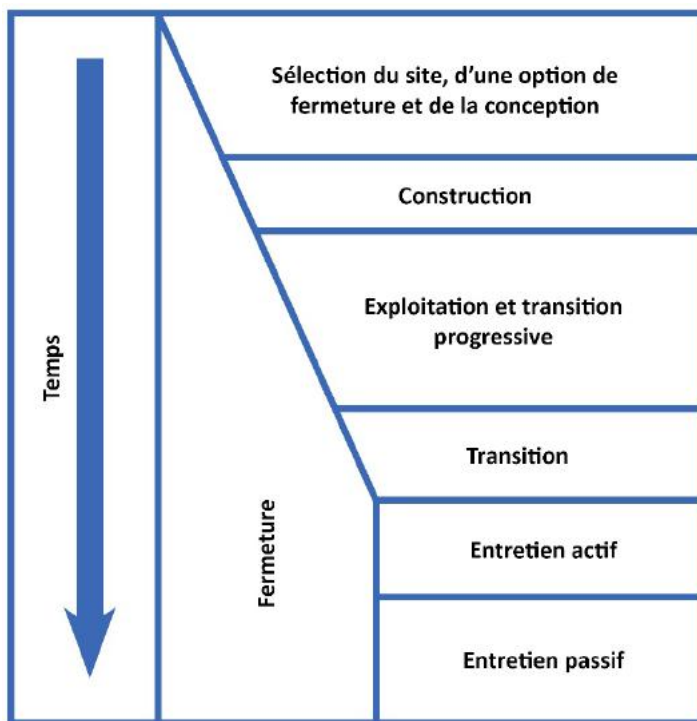 Temps
Fermeture
Sélection du site, d'une option de
fermeture et de la conception
Construction
Exploitation et transition
progressive
Transition
Entretien actif
Entretien passif